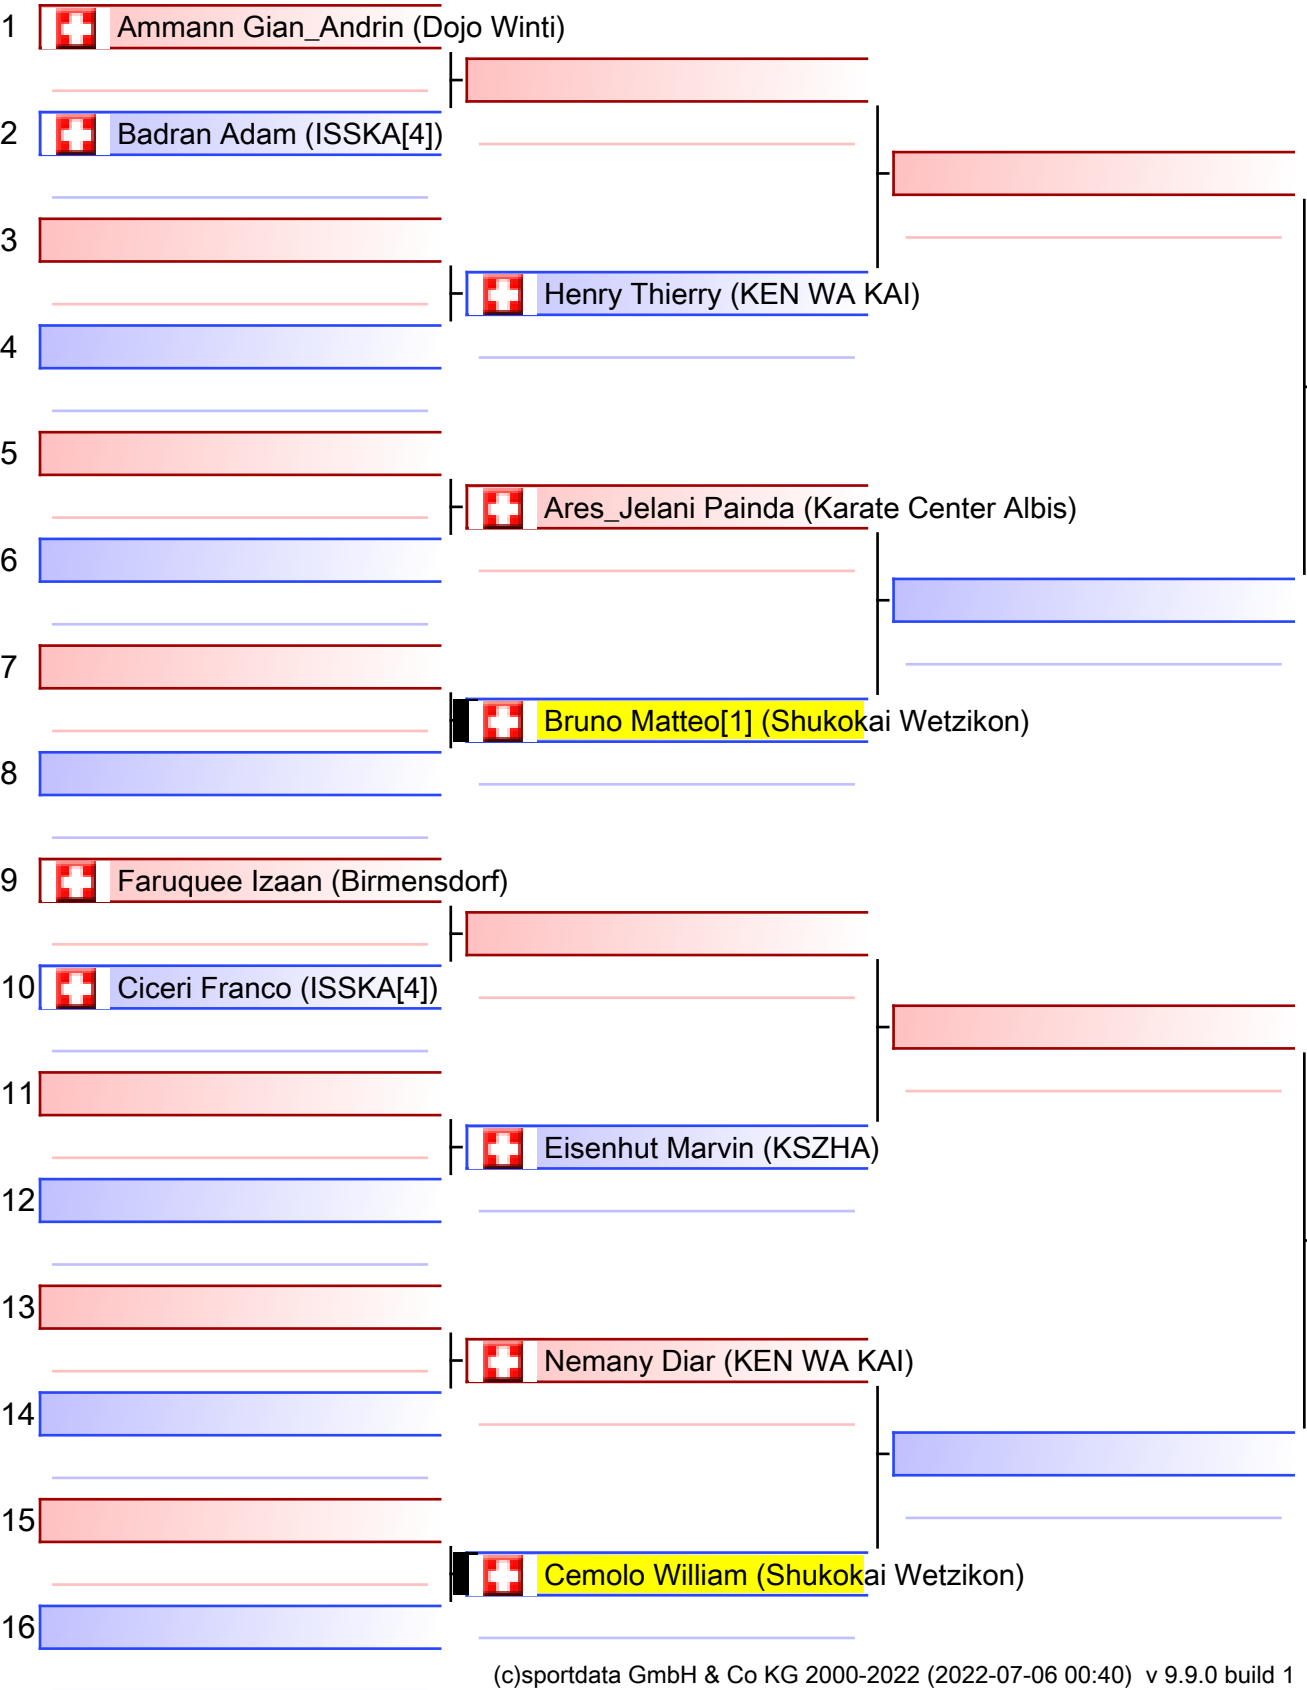 1 Ammann Gian_Andrin (Dojo Winti)
2 Badran Adam (ISSKA[4])
3
Henry Thierry (KEN WA KAI)
4
5
Ares_Jelani Painda (Karate Center Albis)
6
7
Bruno Matteo[1] (Shukokai Wetzikon)
8
9 Faruquee Izaan (Birmensdorf)
10 Ciceri Franco (ISSKA[4])
11
Eisenhut Marvin (KSZHA)
12
13
Nemany Diar (KEN WA KAI)
14
15
Cemolo William (Shukokai Wetzikon)
16
(c)sportdata GmbH & Co KG 2000-2022 (2022-07-06 00:40) v 9.9.0 build 1